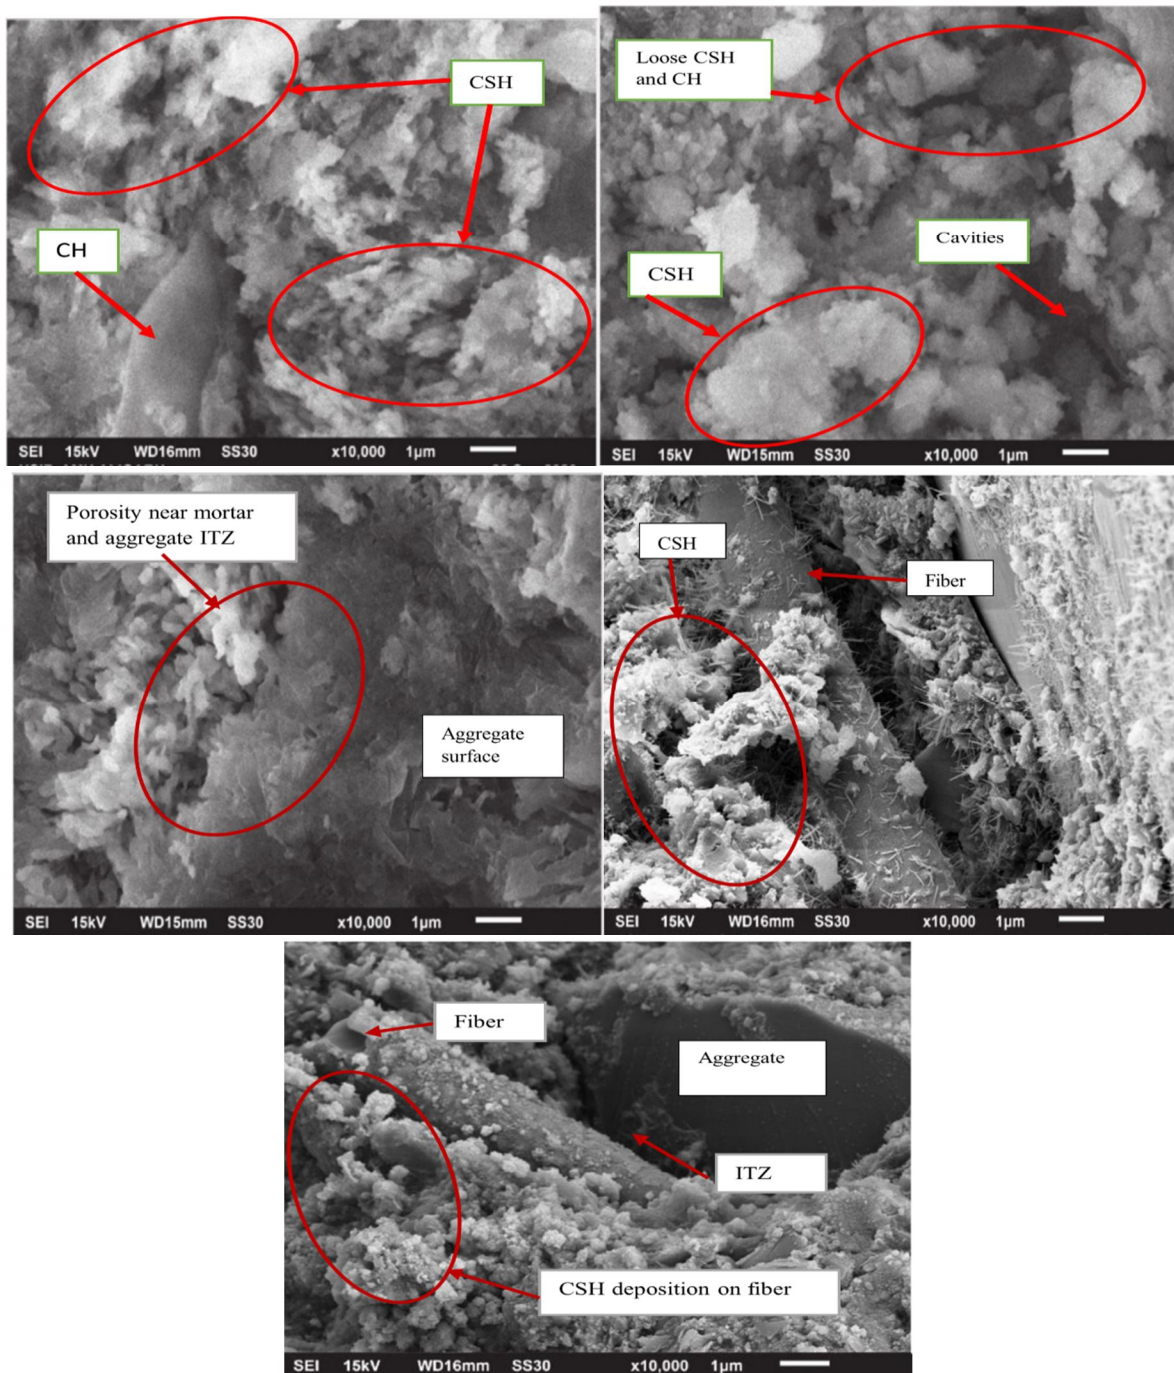 CSH
CH
SEI 15kV WD16mm SS30 x10,000 1µm
Loose CSH
and CH
Cavities
CSH
SEI 15kV WD15mm SS30 x10,000 1µm
Porosity near mortar
and aggregate ITZ
Aggregate
surface
SEI 15kV WD15mm SS30 x10,000 1µm
CSH
Fiber
SEI 15kV WD16mm SS30 x10,000 1µm
Fiber
Aggregate
ITZ
CSH deposition on fiber
SEI 15kV WD16mm SS30 x10,000 1µm